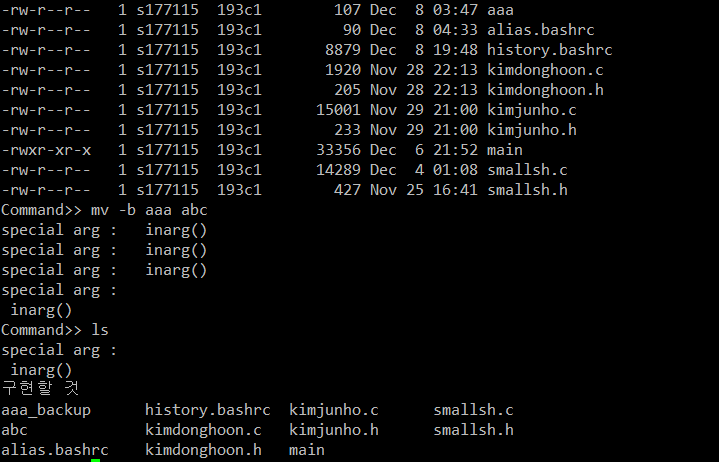 -rw-r--r-- 1 s177115 193c1 107 Dec 8 03:47 aaa
-rw-r--r-- 1 s177115 193c1 90 Dec 8 04:33 alias.bashrc
-rw-r--r-- 1 s177115 193c1 8879 Dec 8 19:48 history.bashrc
-rw-r--r-- 1 s177115 193c1 1920 Nov 28 22:13 kimdonghoon.c
-rw-r--r-- 1 s177115 193c1 205 Nov 28 22:13 kimdonghoon.h
-rw-r--r-- 1 s177115 193c1 15001 Nov 29 21:00 kimjunho.c
-rw-r--r-- 1 s177115 193c1 233 Nov 29 21:00 kimjunho.h
-rwxr-xr-x 1 s177115 193c1 33356 Dec 6 21:52 main
-rw-r--r-- 1 s177115 193c1 14289 Dec 4 01:08 smallsh.c
-rw-r--r-- 1 s177115 193c1 427 Nov 25 16:41 smallsh.h
Command>> mv -b aaa abc
special arg : inarg()
special arg : inarg()
special arg : inarg()
special arg :
inarg()
Command>> ls
special arg :
inarg()
구현할 것
aaa_backup history.bashrc kimjunho.c smallsh.c
abc kimdonghoon.c kimjunho.h smallsh.h
alias.bashrc kimdonghoon.h main